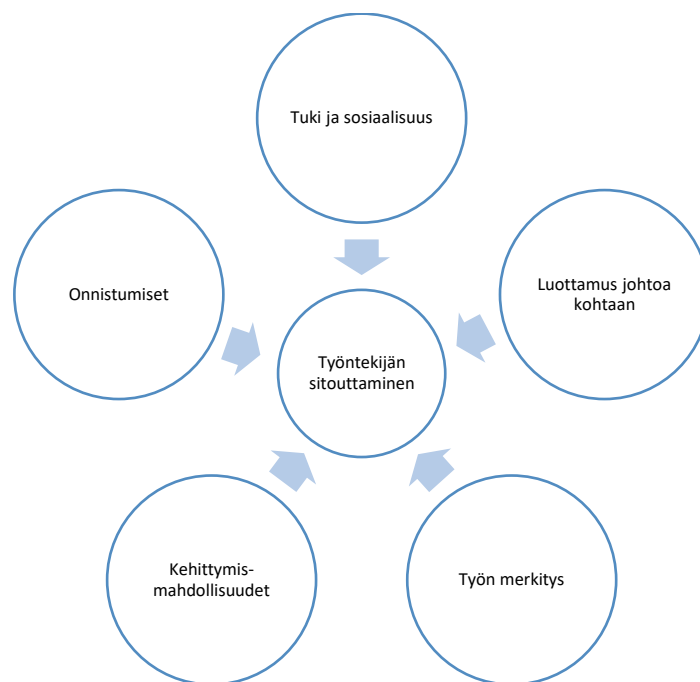 Tuki ja sosiaalisuus
Onnistumiset
Luottamus johtoa
kohtaan
Työntekijän
sitouttaminen
Kehittymis-
mahdollisuudet
Työn merkitys